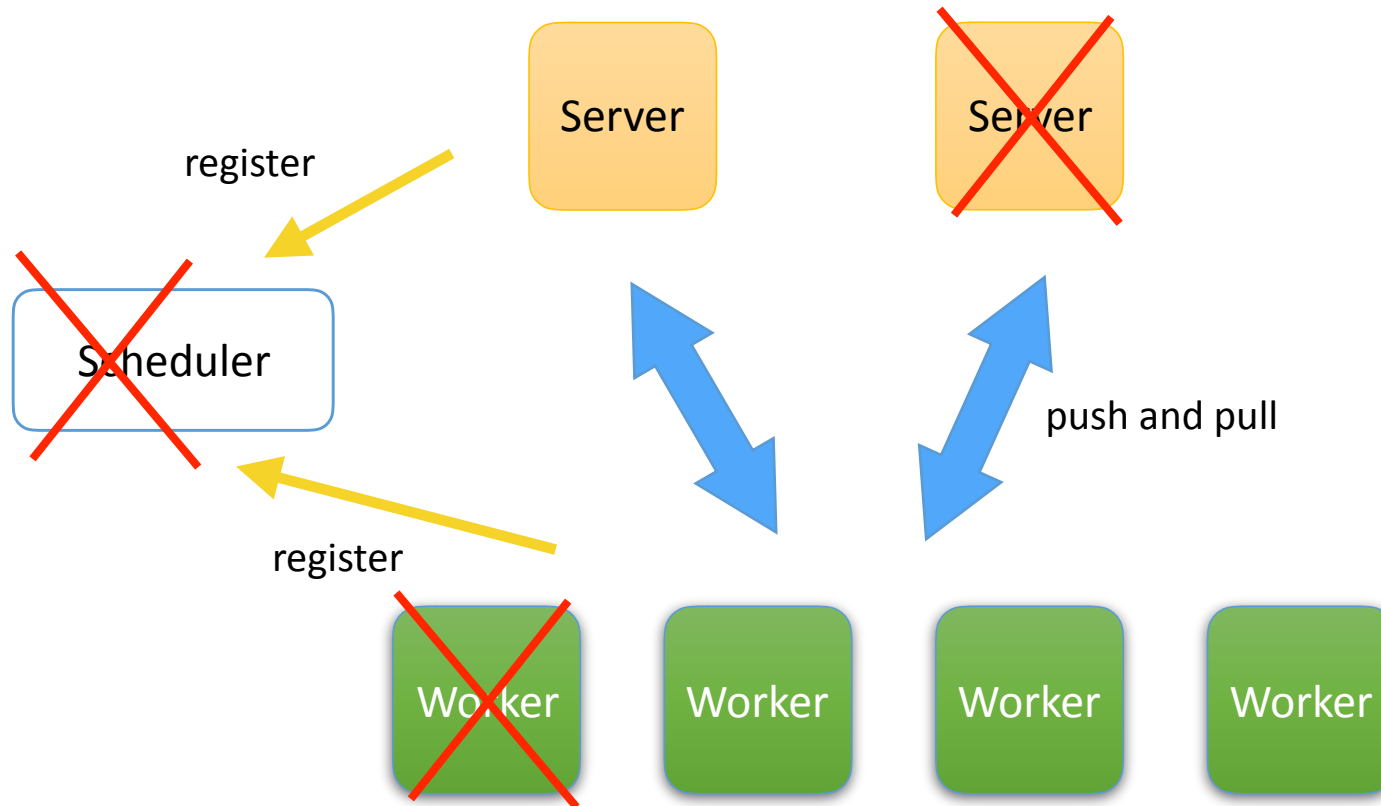 Server
Server
register
Scheduler
push and pull
register
Worker
Worker
Worker
Worker